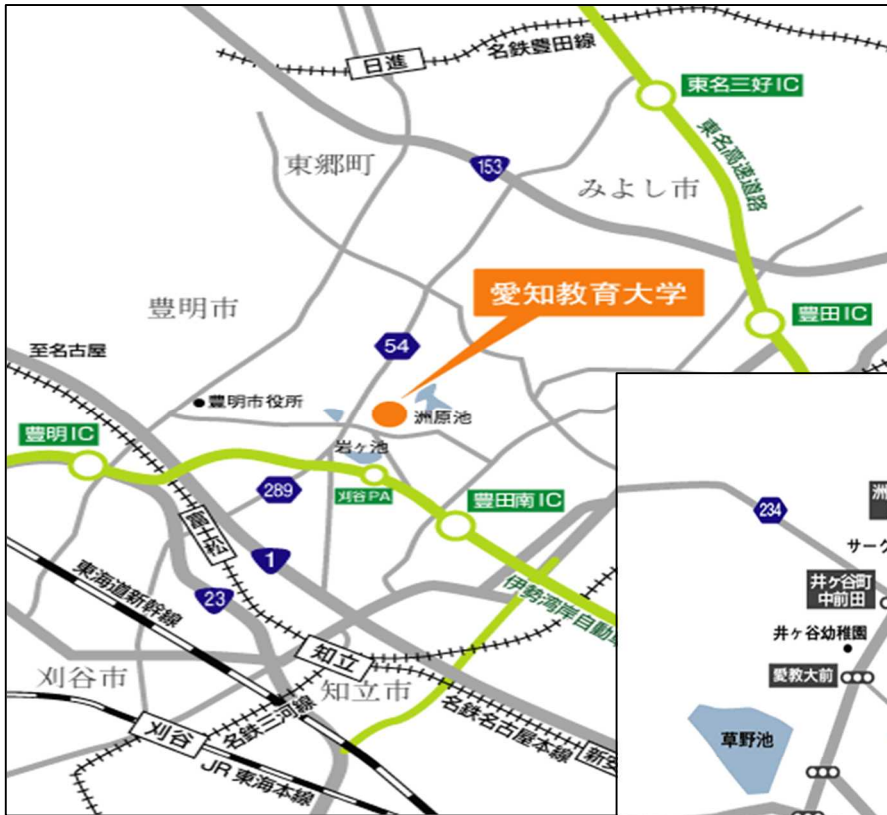 名鉄豊田線
日進
東名三好IC
東名高速道路
東郷町
153
みよし市
愛知教育大学
豊明市
豊田IC
至名古屋
54
豊明市役所
洲原池
豊明IC
岩ヶ池
289
刈谷PA
豊田南IC
富士松
1
東海道新幹線
23
伊勢湾岸自動
知立
刈谷市
知立市
名鉄三河線
名鉄名古屋本線
新安
刈谷
JR東海本線
234
洲
サーク
井ヶ谷町
中前田
井ヶ谷幼稚園
愛教大前
草野池